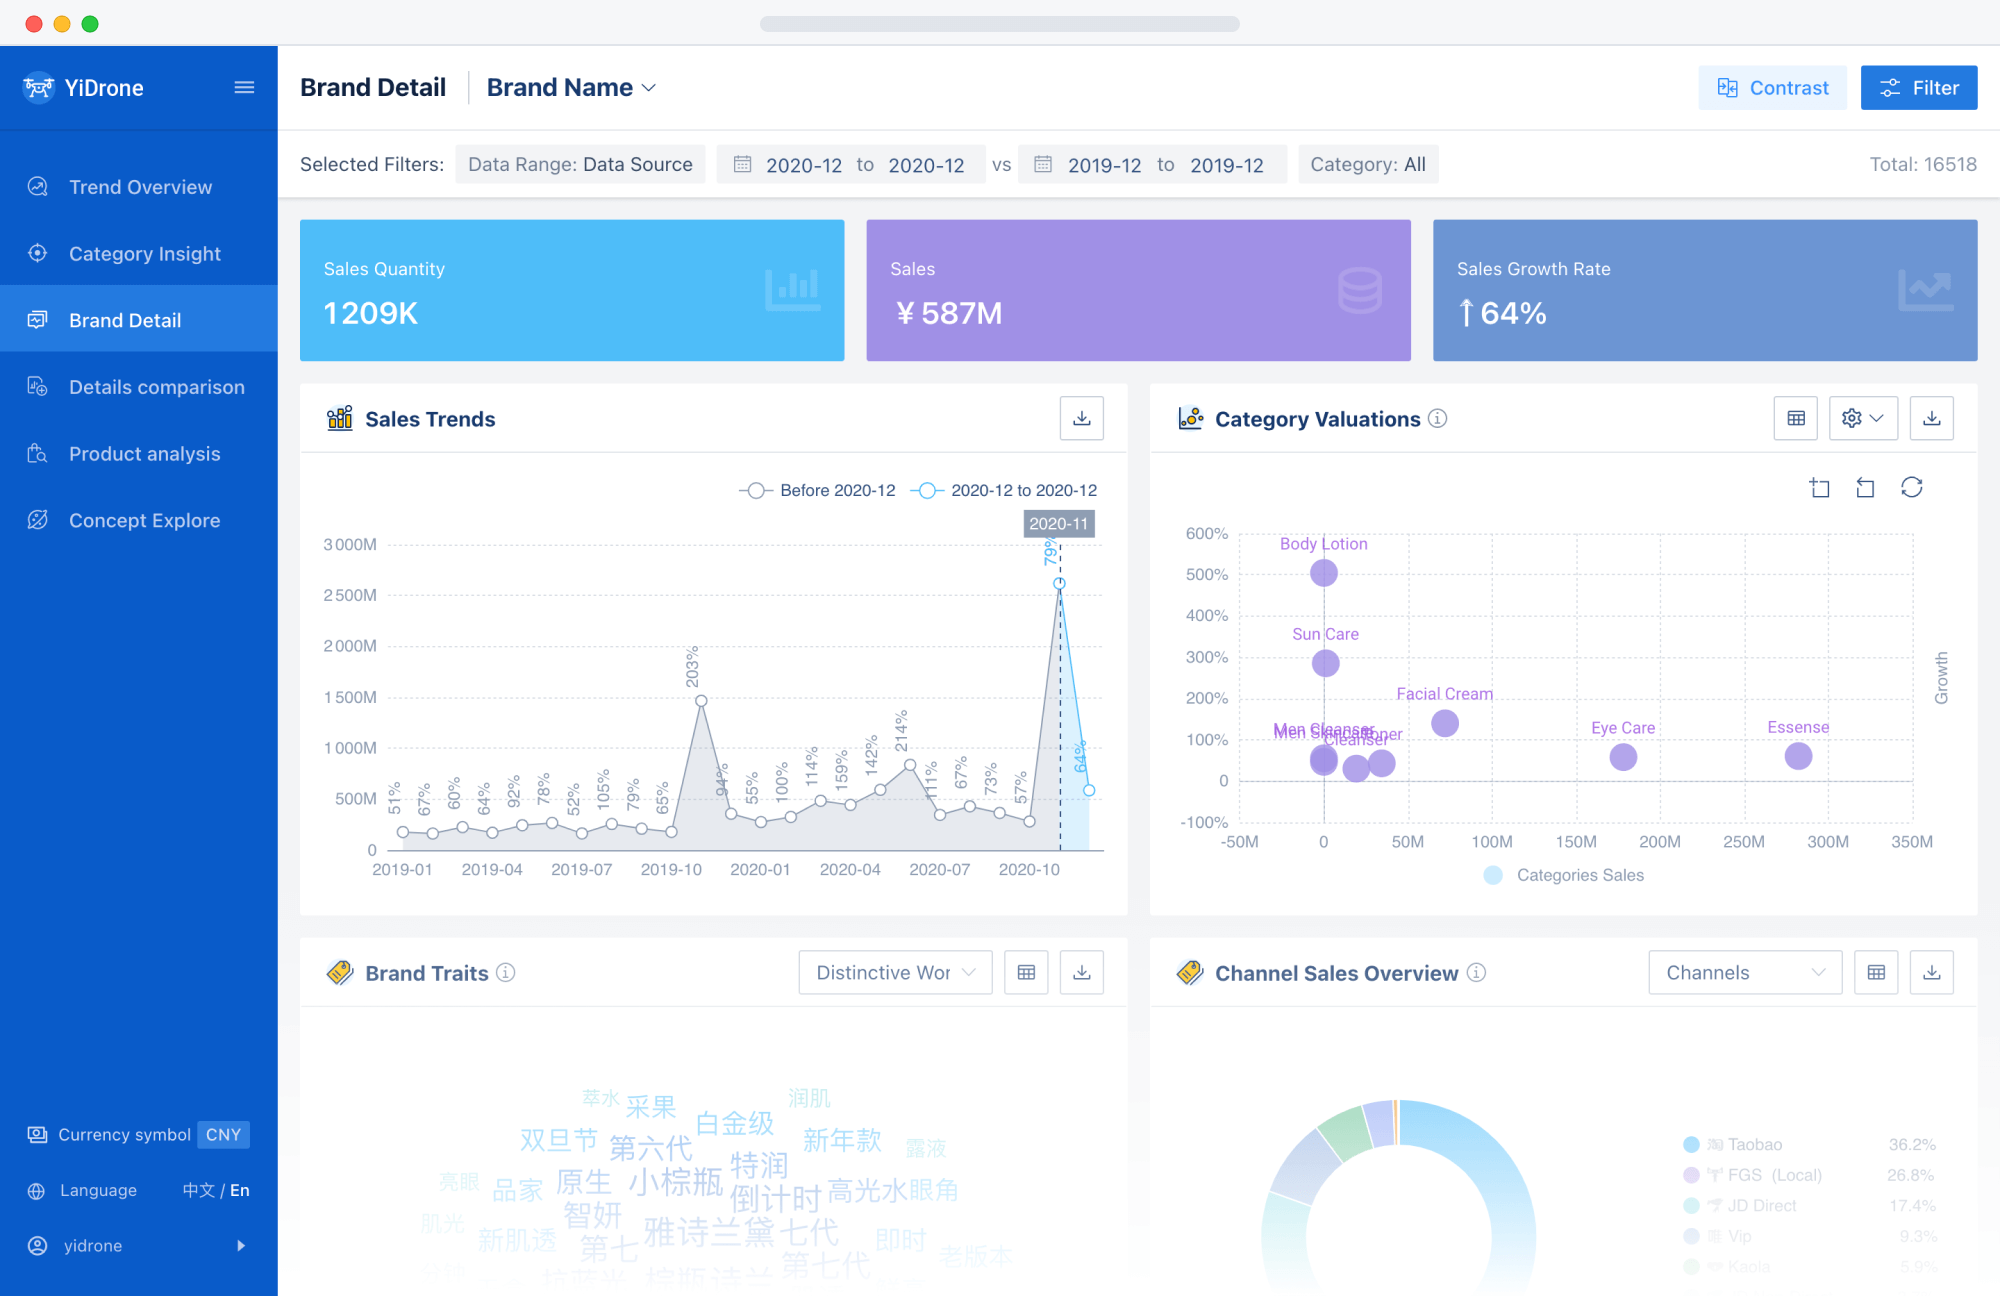 YiDrone
Brand Detail
Brand Name
Contrast
Filter
Selected Filters:
Data Range: Data Source
2020-12 to 2020-12
vs
2019-12 to 2019-12
Category: All
Total: 16518
Trend Overview
Category Insight
Brand Detail
Details comparison
Product analysis
Concept Explore
Currency symbol CNY
Language 中文 / En
yidrone
Sales Quantity
1209K
Sales
¥ 587M
Sales Growth Rate
64%
Sales Trends
Before 2020-12
2020-12 to 2020-12
2020-11
3000M
2500M
2000M
1500M
1000M
500M
0
51%
67%
60%
64%
92%
78%
52%
105%
79%
65%
203%
94%
55%
100%
114%
159%
142%
214%
111%
67%
73%
57%
79%
64%
2019-01
2019-04
2019-07
2019-10
2020-01
2020-04
2020-07
2020-10
Category Valuations
600%
500%
400%
300%
200%
100%
0
-100%
Body Lotion
Sun Care
Facial Cream
Eye Care
Essense
Men Cleanser
Cleanser
Growth
-50M
0
50M
100M
150M
200M
250M
300M
350M
Categories Sales
Brand Traits
Distinctive Wor
萃水
采果
润肌
白金级
双旦节
第六代
新年款
露液
特润
亮眼
品家
原生
小棕瓶
倒计时
高光水眼角
智妍
肌光
新肌透
第七
雅诗兰黛
七代
即时
第七代
老版本
Channel Sales Overview
Channels
Taobao 36.2%
FGS (Local) 26.8%
JD Direct 17.4%
Vip 9.3%
Kaola 5.9%